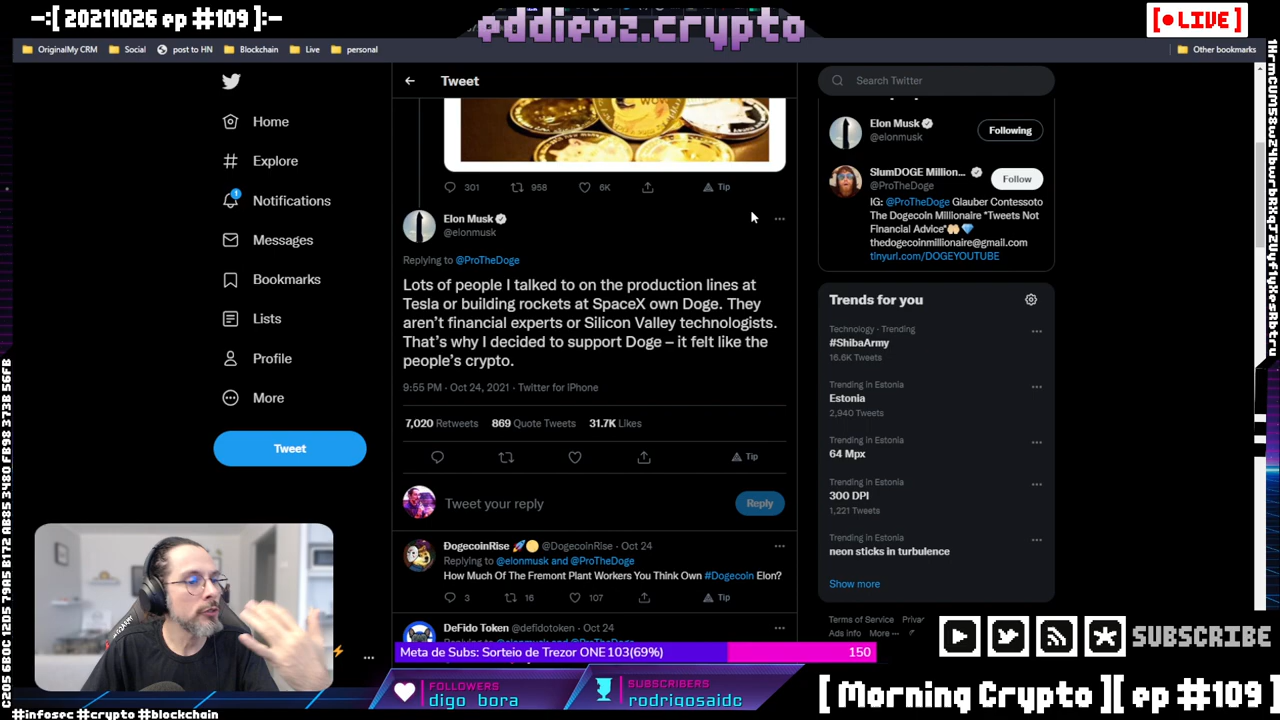 -:[ 20211026 ep #109 ]:-
eddieoz.crypto
[●LIVE]
OriginalMy CRM
Social
post to HN
Blockchain
Live
personal
Other bookmarks
Tweet
Search Twitter
Home
Explore
1
Notifications
Messages
Bookmarks
Lists
Profile
More
Tweet
WOW
301
958
6K
Tip
Elon Musk
@elonmusk
Replying to @ProTheDoge
Lots of people I talked to on the production lines at
Tesla or building rockets at SpaceX own Doge. They
aren't financial experts or Silicon Valley technologists.
That's why I decided to support Doge – it felt like the
people's crypto.
9:55 PM · Oct 24, 2021 · Twitter for iPhone
7,020 Retweets 869 Quote Tweets 31.7K Likes
Tip
Tweet your reply
Reply
ÐogecoinRise @DogecoinRise · Oct 24
Replying to @elonmusk and @ProTheDoge
How Much Of The Fremont Plant Workers You Think Own #Dogecoin Elon?
3
16
107
Tip
DeFido Token @defidotoken · Oct 24
Elon Musk
@elonmusk
Following
SlumDOGE Million...
@ProTheDoge
Follow
IG: @ProTheDoge Glauber Contessoto
The Dogecoin Millionaire "Tweets Not
Financial Advice"
thedogecoinmillionaire@gmail.com
tinyurl.com/DOGEYOUTUBE
Trends for you
Technology · Trending
#ShibaArmy
16.6K Tweets
Trending in Estonia
Estonia
2,940 Tweets
Trending in Estonia
64 Mpx
Trending in Estonia
300 DPI
1,221 Tweets
Trending in Estonia
neon sticks in turbulence
Show more
Terms of Service
Ads info More ···
SUBSCRIBE
Meta de Subs: Sorteio de Trezor ONE 103(69%)
150
FOLLOWERS
digo_bora
SUBSCRIBERS
rodrigosaidc
[ Morning Crypto ][ ep #109 ]
#infosec #crypto #blockchain